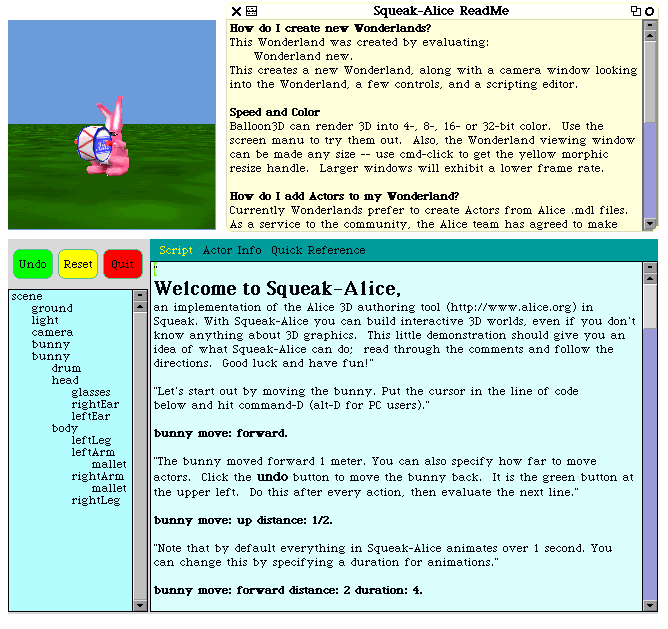 Squeak-Alice ReadMe
How do I create new Wonderlands?
This Wonderland was created by evaluating:
Wonderland new.
This creates a new Wonderland, along with a camera window looking
into the Wonderland, a few controls, and a scripting editor.
Speed and Color
Balloon3D can render 3D into 4-, 8-, 16- or 32-bit color. Use the
screen manu to try them out. Also, the Wonderland viewing window
can be made any size -- use cmd-click to get the yellow morphic
resize handle. Larger windows will exhibit a lower frame rate.
How do I add Actors to my Wonderland?
Currently Wonderlands prefer to create Actors from Alice .mdl files.
As a service to the community, the Alice team has agreed to make
Undo Reset Quit
scene
ground
light
camera
bunny
bunny
drum
head
glasses
rightEar
leftEar
body
leftLeg
leftArm
mallet
rightArm
mallet
rightLeg
Script Actor Info Quick Reference
"
Welcome to Squeak-Alice,
an implementation of the Alice 3D authoring tool (http://www.alice.org) in
Squeak. With Squeak-Alice you can build interactive 3D worlds, even if you don't
know anything about 3D graphics. This little demonstration should give you an
idea of what Squeak-Alice can do; read through the comments and follow the
directions. Good luck and have fun!"
"Let's start out by moving the bunny. Put the cursor in the line of code
below and hit command-D (alt-D for PC users)."
bunny move: forward.
"The bunny moved forward 1 meter. You can also specify how far to move
actors. Click the undo button to move the bunny back. It is the green button at
the upper left. Do this after every action, then evaluate the next line."
bunny move: up distance: 1/2.
"Note that by default everything in Squeak-Alice animates over 1 second. You
can change this by specifying a duration for animations."
bunny move: forward distance: 2 duration: 4.